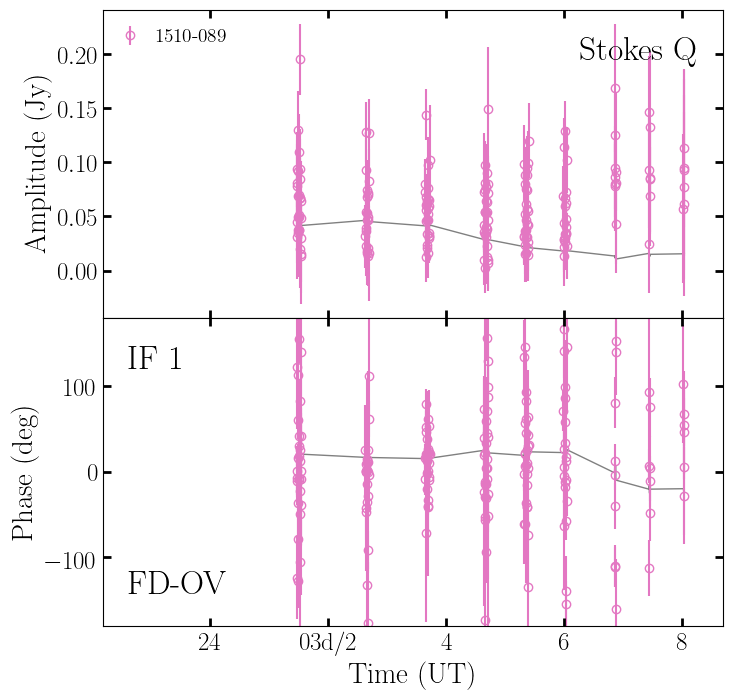 1510-089
Stokes Q
0.20
0.15
0.10
0.05
0.00
Amplitude (Jy)
IF 1
100
0
−100
Phase (deg)
FD-OV
24 03d/2 4 6 8
Time (UT)